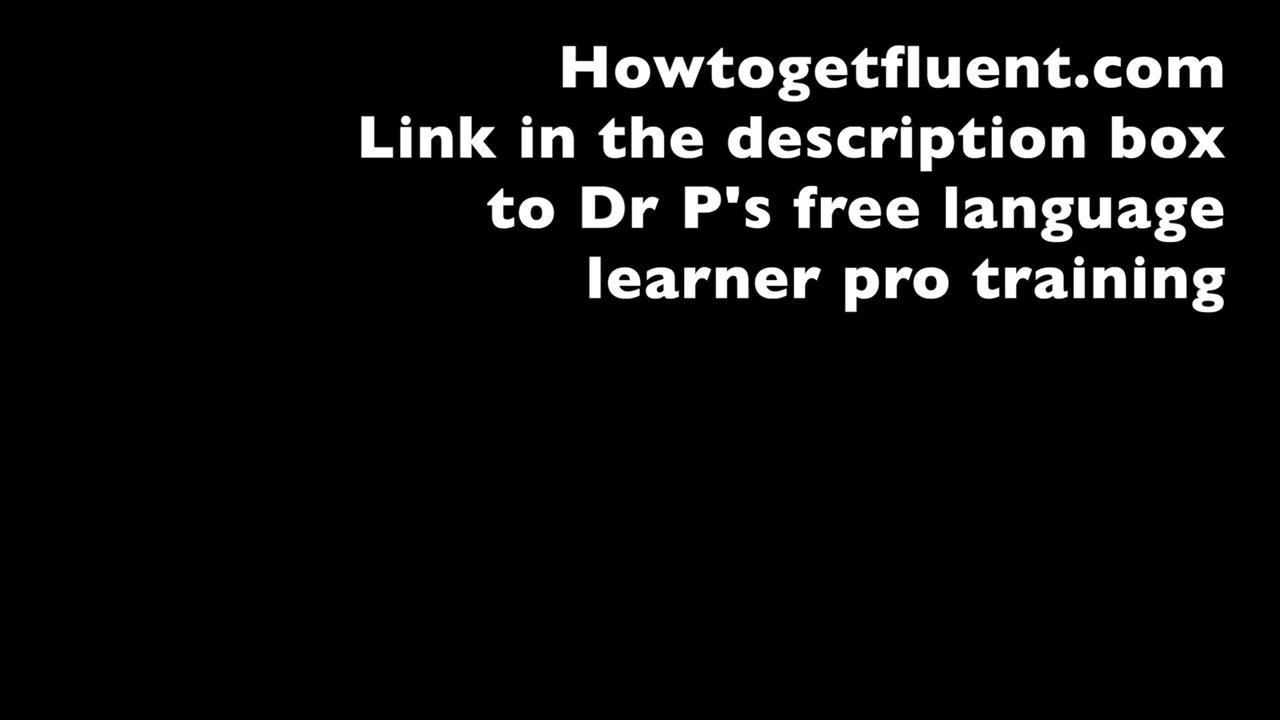 Howtogetfluent.com
Link in the description box
to Dr P's free language
learner pro training